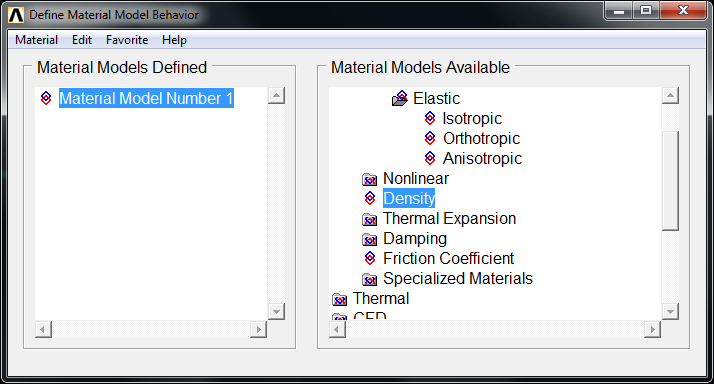 Define Material Model Behavior
Material Edit Favorite Help
Material Models Defined
Material Model Number 1
Material Models Available
Elastic
Isotropic
Orthotropic
Anisotropic
Nonlinear
Density
Thermal Expansion
Damping
Friction Coefficient
Specialized Materials
Thermal
CFD